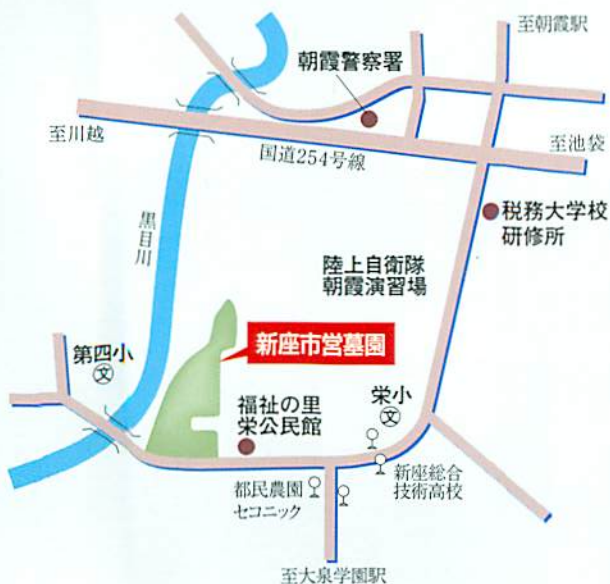 至朝霞駅
朝霞警察署
至川越
国道254号線
至池袋
税務大学校
研修所
黒目川
陸上自衛隊
朝霞演習場
新座市営墓園
第四小
文
福祉の里
栄公民館
栄小
文
新座総合
技術高校
都民農園
セコニック
至大泉学園駅